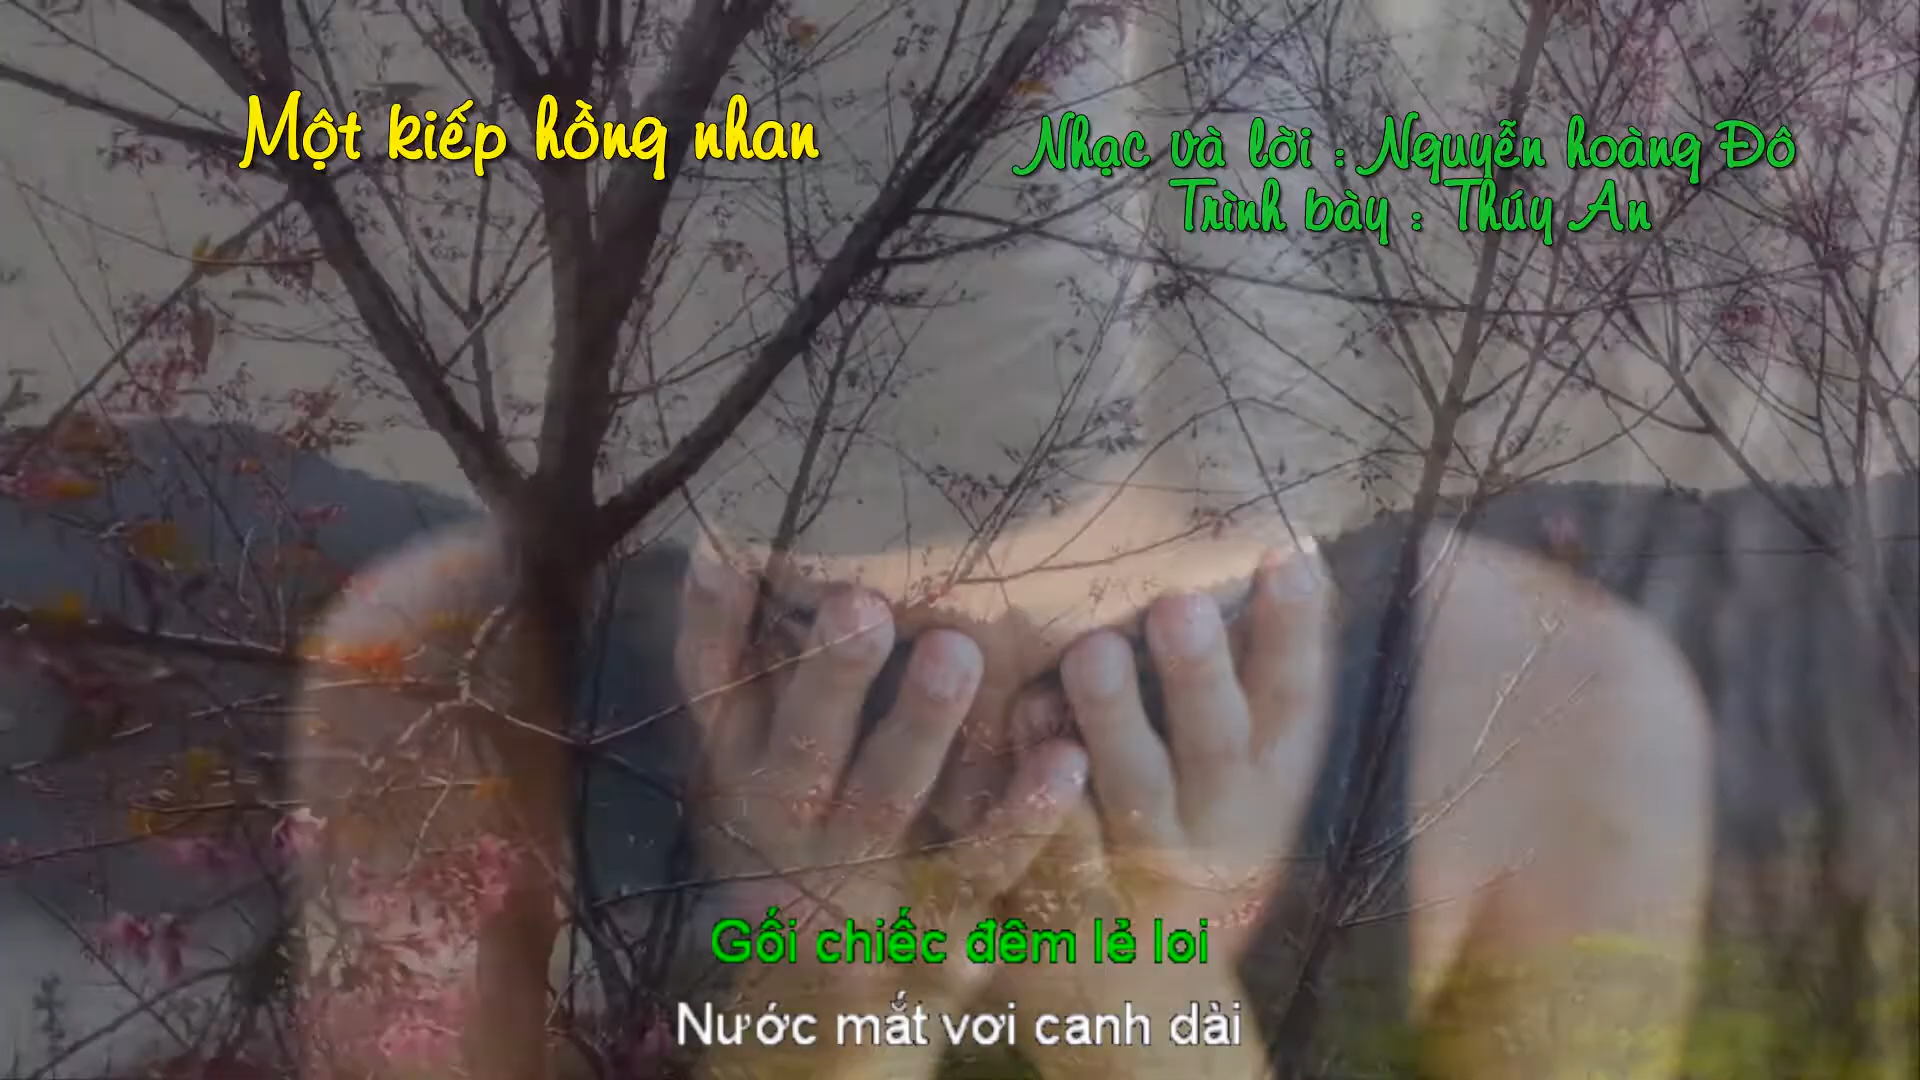 Một kiếp hồng nhan
Nhạc và lời : Nguyễn hoàng Đô
Trình bày : Thúy An
Gối chiếc đêm lẻ loi
Nước mắt vơi canh dài